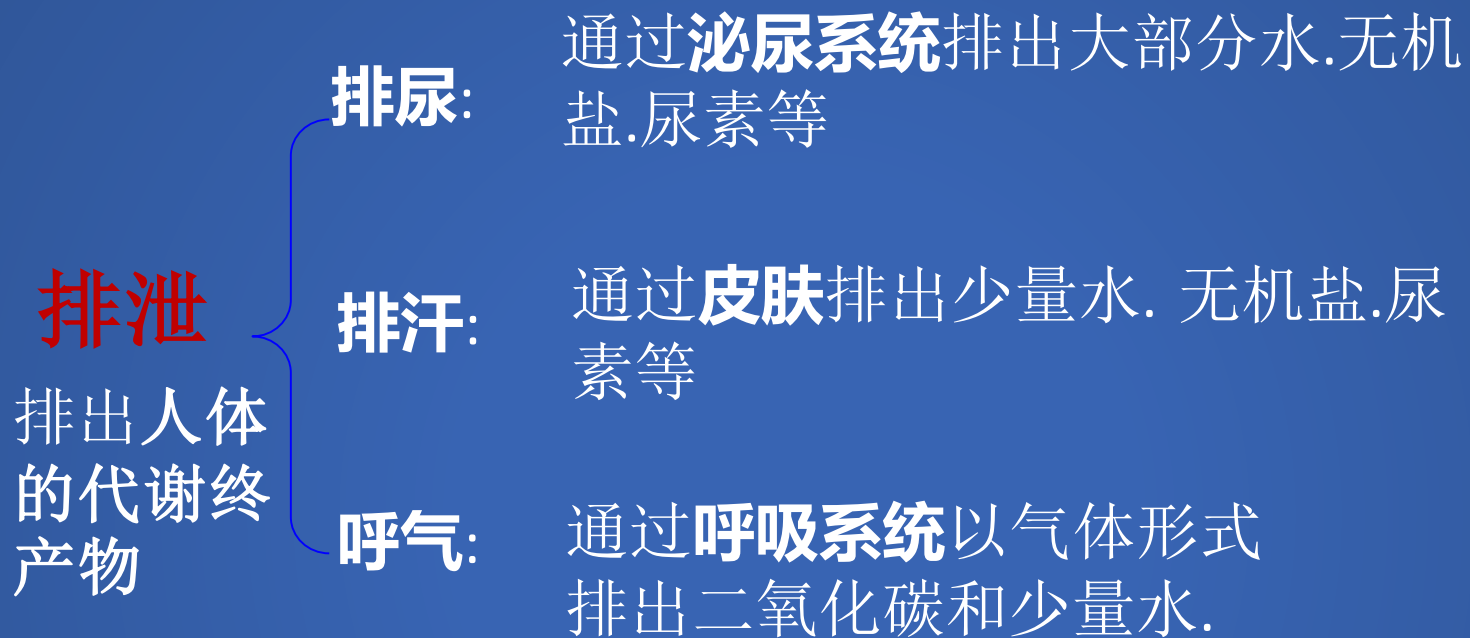 排泄
排出人体
的代谢终
产物
排尿:
通过泌尿系统排出大部分水.无机
盐.尿素等
排汗:
通过皮肤排出少量水. 无机盐.尿
素等
呼气:
通过呼吸系统以气体形式
排出二氧化碳和少量水.